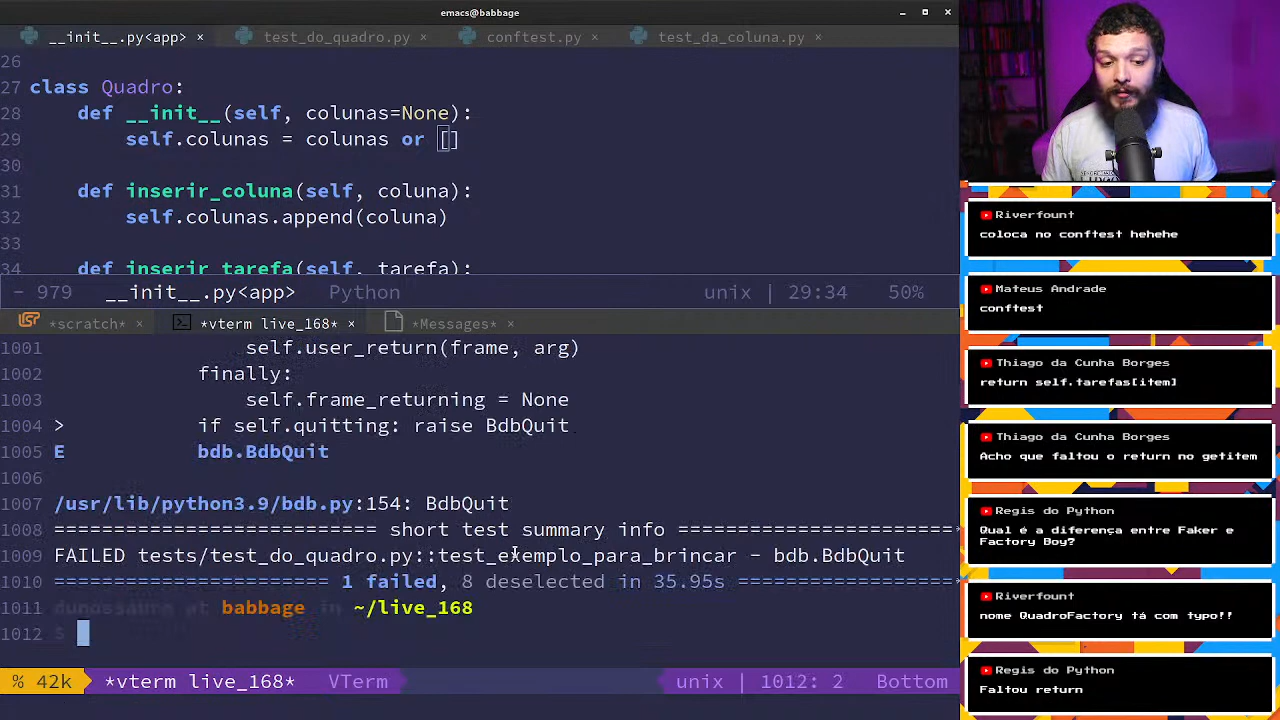 emacs@babbage
__init__.py<app> × test_do_quadro.py × conftest.py × test_da_coluna.py ×
26
27 class Quadro:
28 def __init__(self, colunas=None):
29 self.colunas = colunas or []
30
31 def inserir_coluna(self, coluna):
32 self.colunas.append(coluna)
33
34 def inserir_tarefa(self, tarefa):
- 979 __init__.py<app> Python unix | 29:34 50%
*scratch* × *vterm live_168* × *Messages* ×
1001 self.user_return(frame, arg)
1002 finally:
1003 self.frame_returning = None
1004 > if self.quitting: raise BdbQuit
1005 E bdb.BdbQuit
1006
1007 /usr/lib/python3.9/bdb.py:154: BdbQuit
1008 =========================== short test summary info ============================
1009 FAILED tests/test_do_quadro.py::test_exemplo_para_brincar - bdb.BdbQuit
1010 ======================= 1 failed, 8 deselected in 35.95s =======================
1011 dunossauro at babbage in ~/live_168
1012 $
% 42k *vterm live_168* VTerm unix | 1012: 2 Bottom
Riverfount
coloca no conftest hehehe
Mateus Andrade
conftest
Thiago da Cunha Borges
return self.tarefas[item]
Thiago da Cunha Borges
Acho que faltou o return no getitem
Regis do Python
Qual é a diferença entre Faker e
Factory Boy?
Riverfount
nome QuadroFactory tá com typo!!
Regis do Python
Faltou return